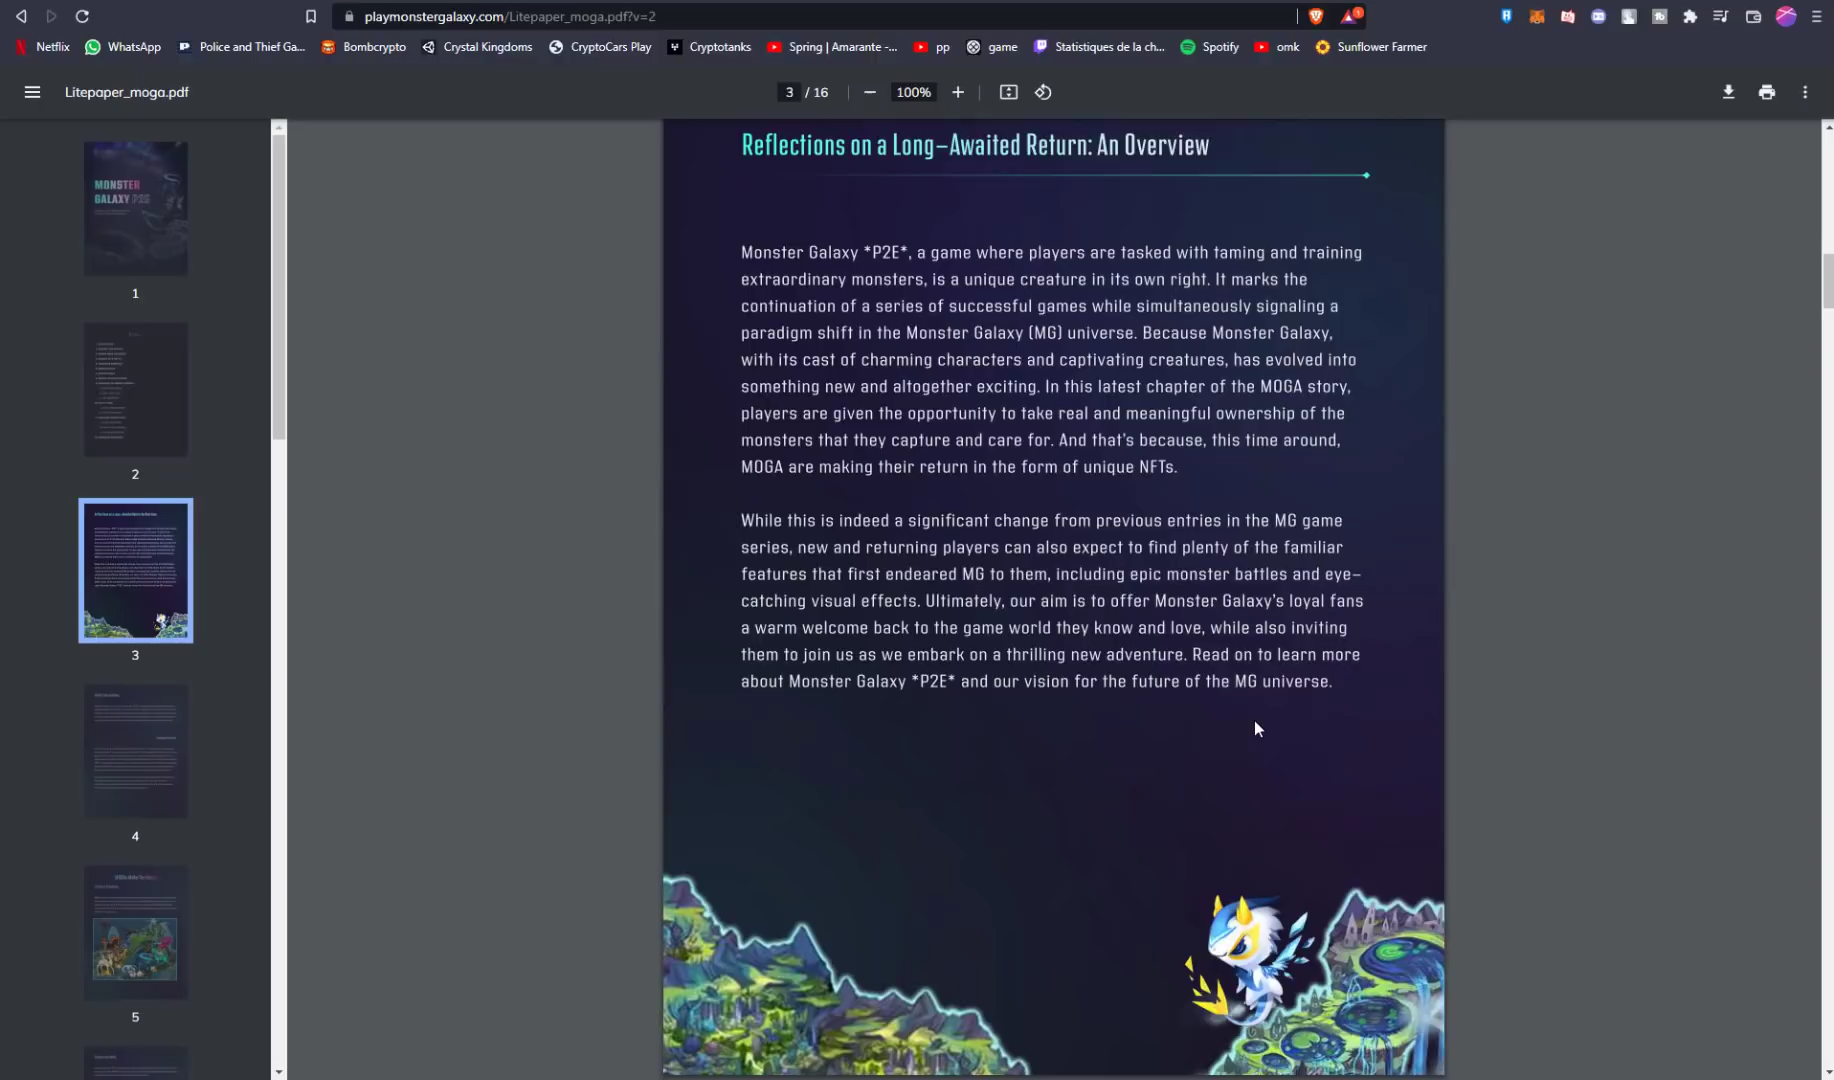 playmonstergalaxy.com/Litepaper_moga.pdf?v=2
Netflix
WhatsApp
Police and Thief Ga...
Bombcrypto
Crystal Kingdoms
CryptoCars Play
Cryptotanks
Spring | Amarante -...
pp
game
Statistiques de la ch...
Spotify
omk
Sunflower Farmer
Litepaper_moga.pdf
3 / 16
100%
MONSTER
GALAXY P2E
1
2
3
4
5
Reflections on a Long-Awaited Return: An Overview
Monster Galaxy *P2E*, a game where players are tasked with taming and training
extraordinary monsters, is a unique creature in its own right. It marks the
continuation of a series of successful games while simultaneously signaling a
paradigm shift in the Monster Galaxy (MG) universe. Because Monster Galaxy,
with its cast of charming characters and captivating creatures, has evolved into
something new and altogether exciting. In this latest chapter of the MOGA story,
players are given the opportunity to take real and meaningful ownership of the
monsters that they capture and care for. And that's because, this time around,
MOGA are making their return in the form of unique NFTs.
While this is indeed a significant change from previous entries in the MG game
series, new and returning players can also expect to find plenty of the familiar
features that first endeared MG to them, including epic monster battles and eye-
catching visual effects. Ultimately, our aim is to offer Monster Galaxy's loyal fans
a warm welcome back to the game world they know and love, while also inviting
them to join us as we embark on a thrilling new adventure. Read on to learn more
about Monster Galaxy *P2E* and our vision for the future of the MG universe.